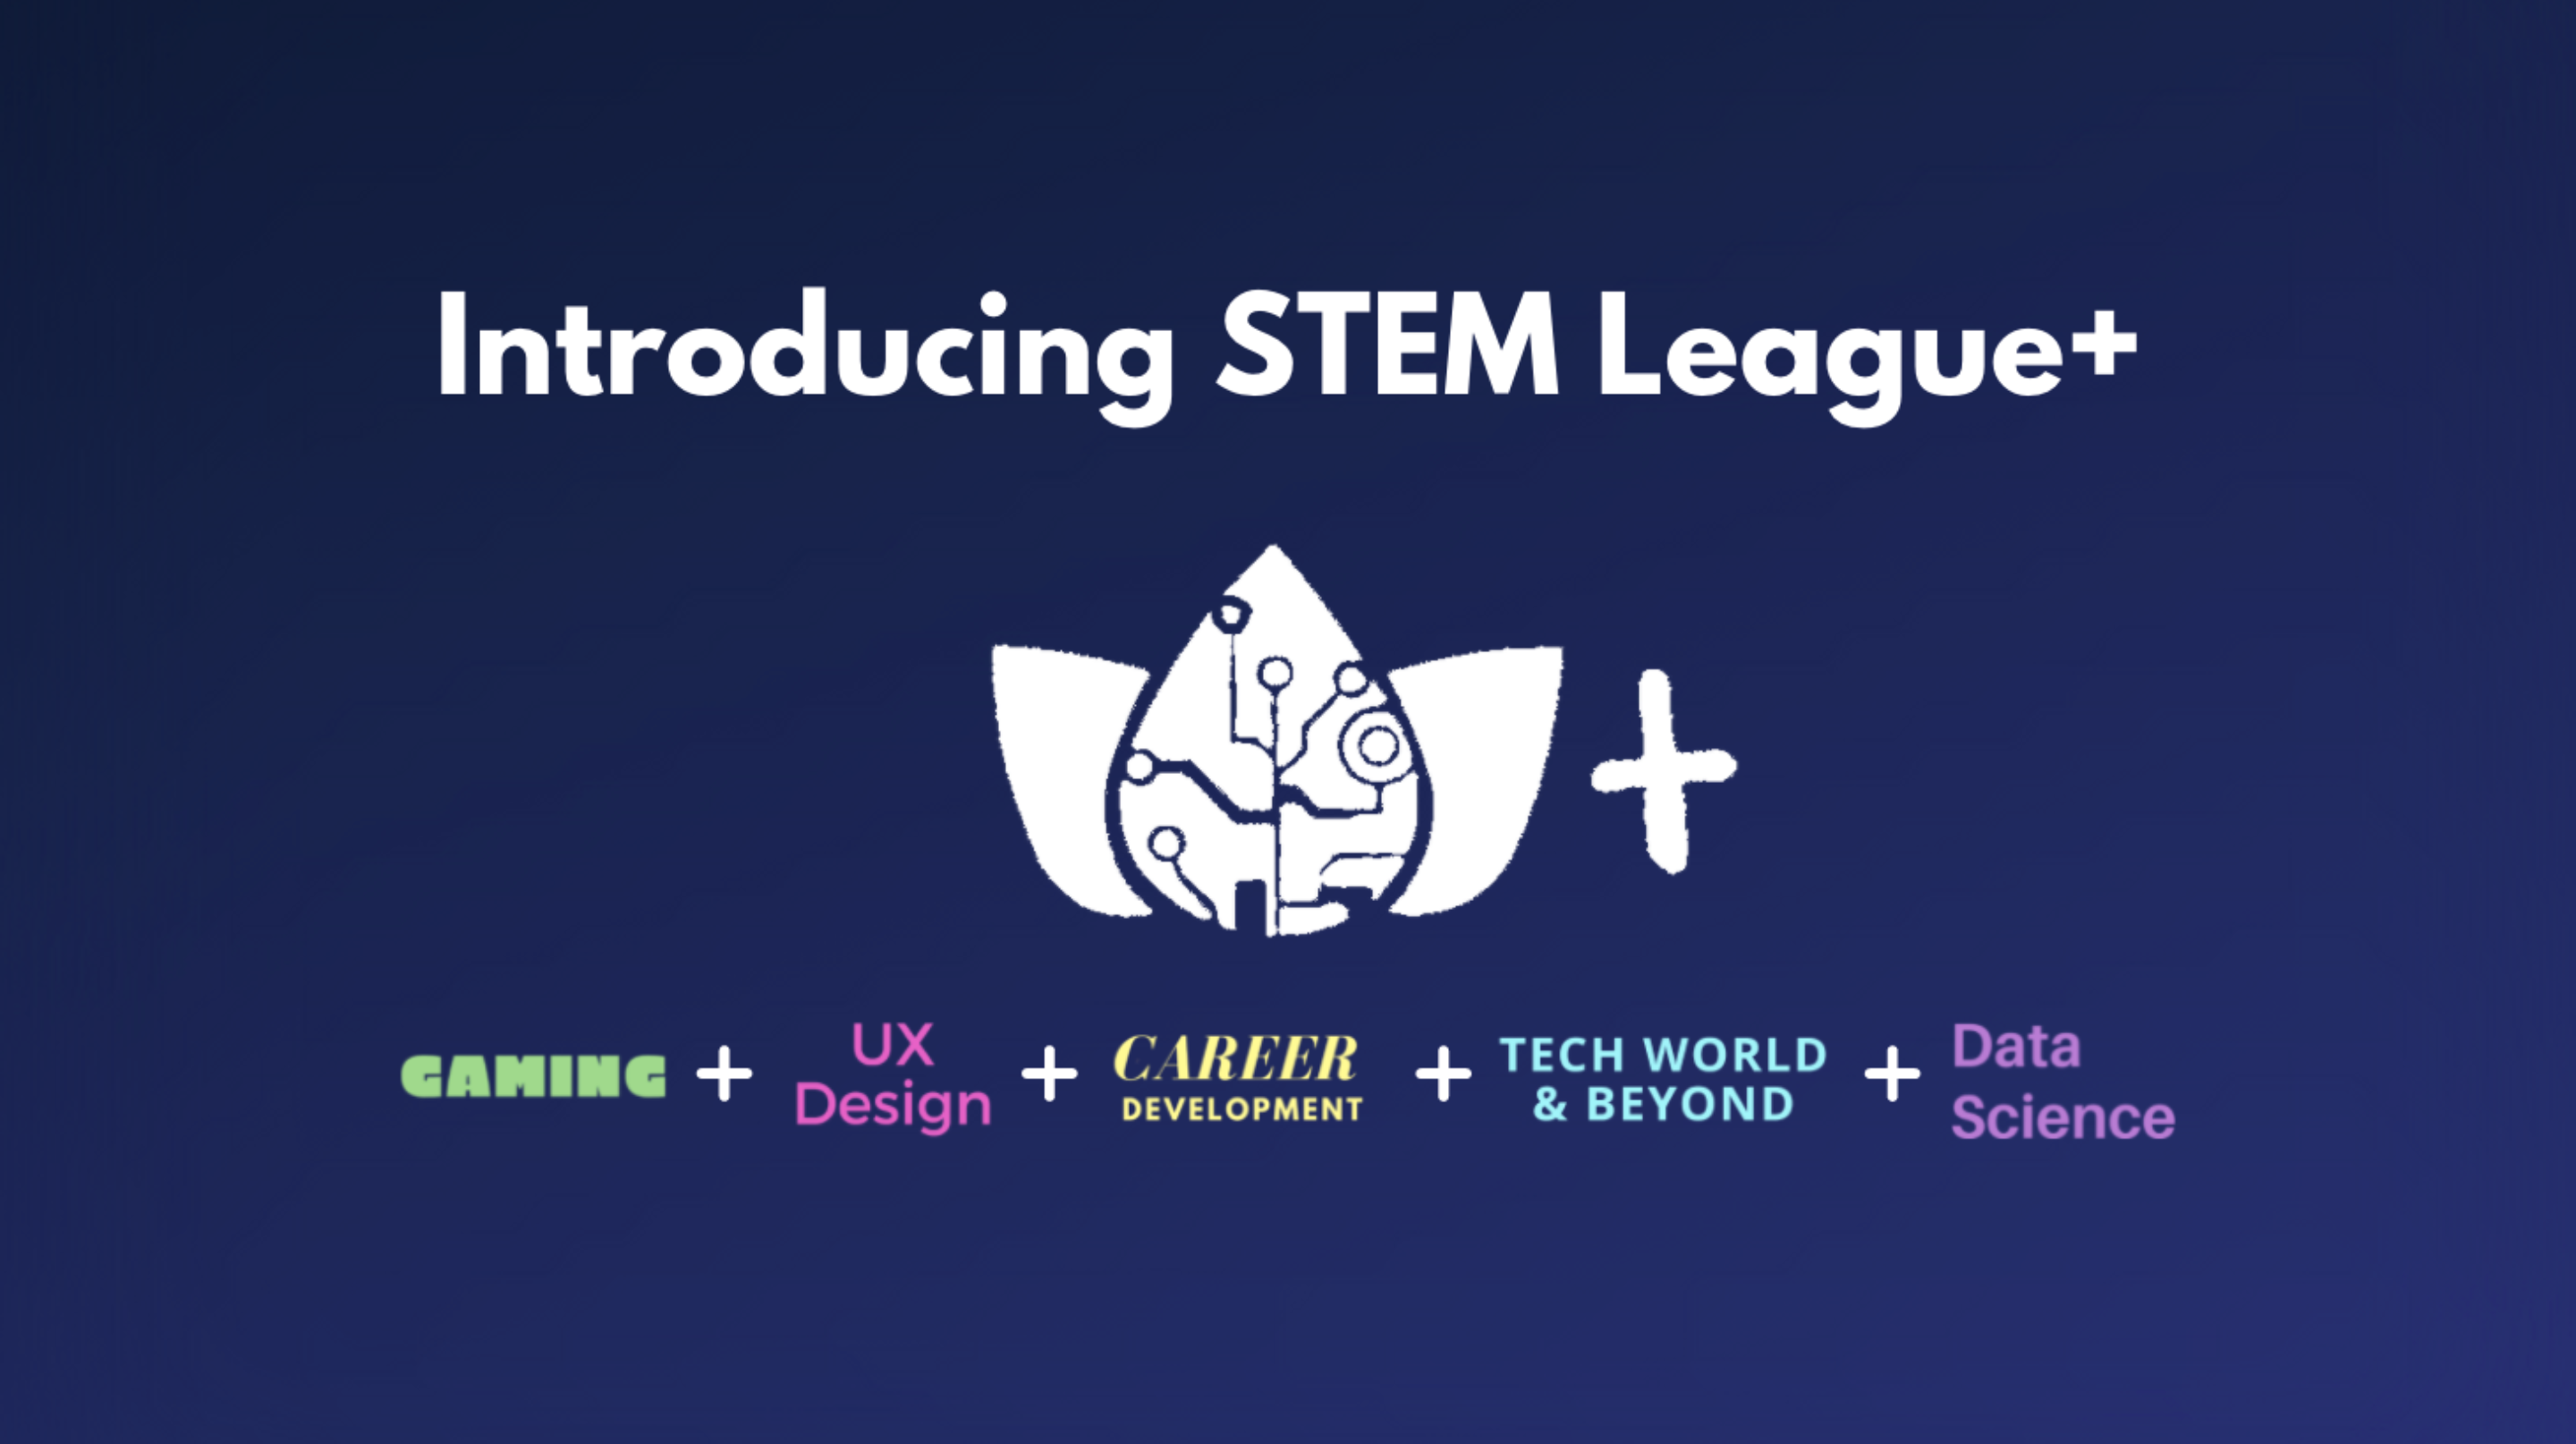 Introducing STEM League+
+
GAMING + UX Design + CAREER DEVELOPMENT + TECH WORLD & BEYOND + Data Science